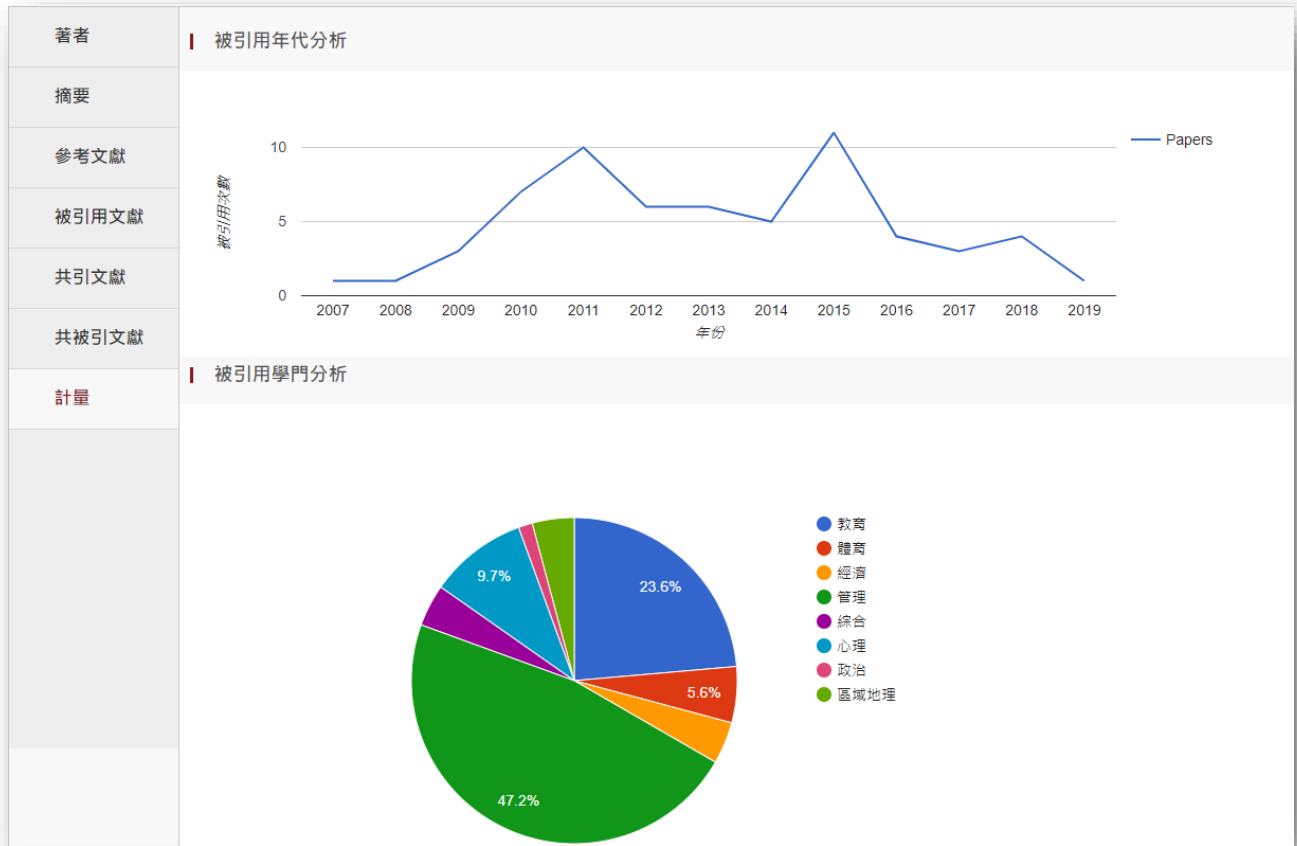 著者
摘要
參考文獻
被引用文獻
共引文獻
共被引文獻
計量
被引用年代分析
被引用次數
10
5
0
2007 2008 2009 2010 2011 2012 2013 2014 2015 2016 2017 2018 2019
年份
Papers
被引用學門分析
23.6%
5.6%
47.2%
9.7%
教育
體育
經濟
管理
綜合
心理
政治
區域地理